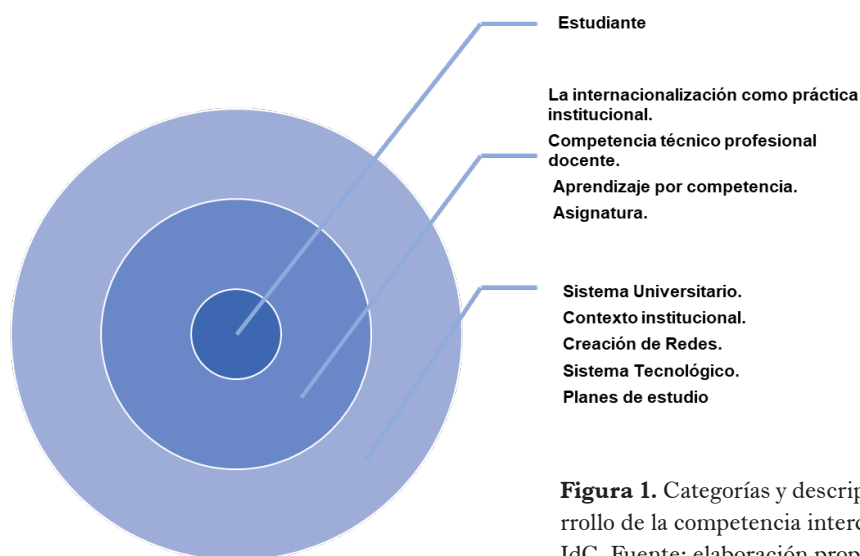 Estudiante
La internacionalización como práctica
institucional.
Competencia técnico profesional
docente.
Aprendizaje por competencia.
Asignatura.
Sistema Universitario.
Contexto institucional.
Creación de Redes.
Sistema Tecnológico.
Planes de estudio
Figura 1. Categorías y descrip
rrollo de la competencia inter
IdC. Fuente: elaboración prop